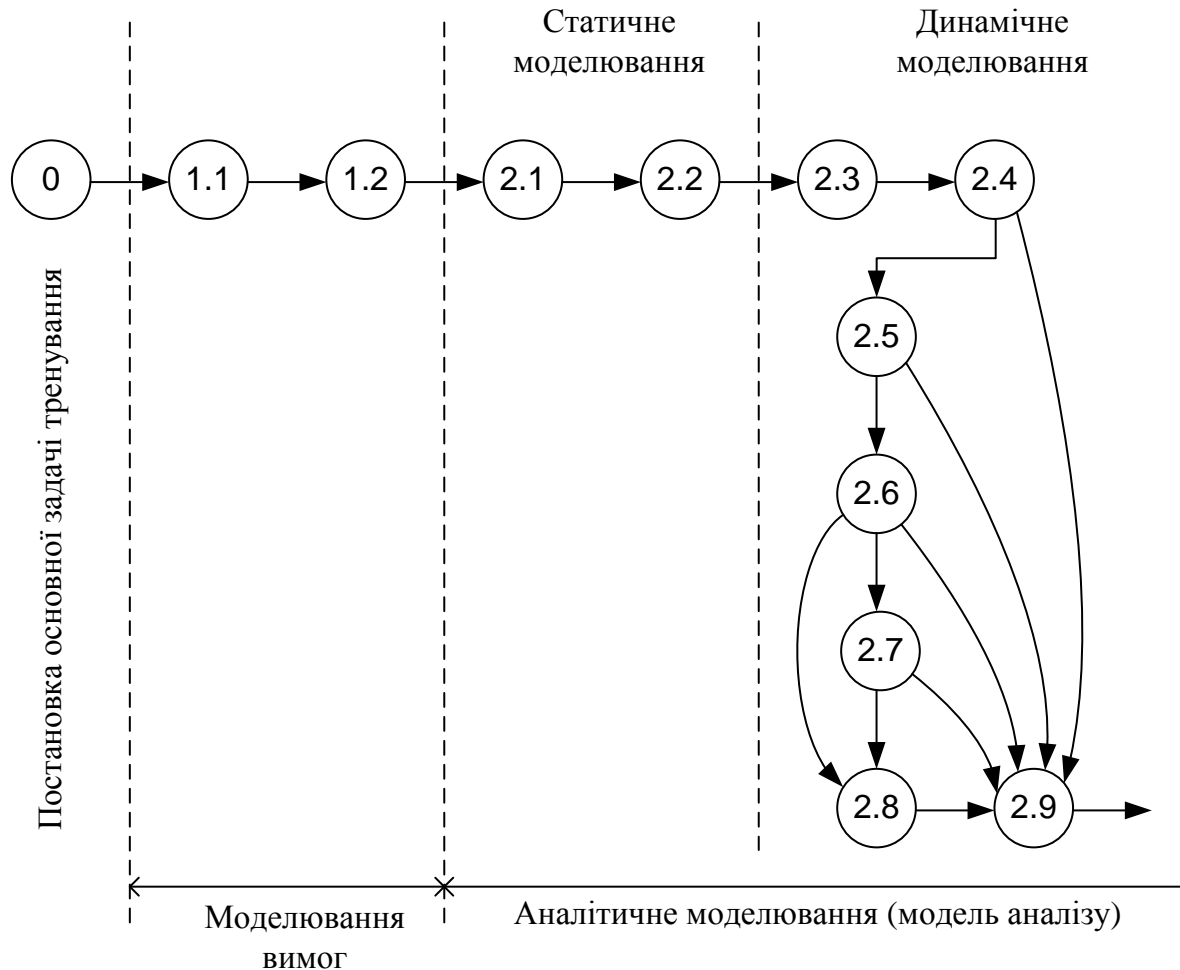 Статичне
моделювання
Динамічне
моделювання
0
1.1
1.2
2.1
2.2
2.3
2.4
2.5
2.6
2.7
2.8
2.9
Постановка основної задачі тренування
Моделювання
вимог
Аналітичне моделювання (модель аналізу)